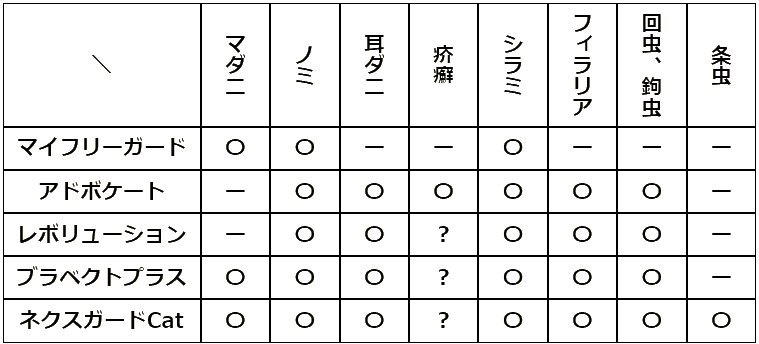 ＼ マダニ ノミ 耳ダニ 疥癬 シラミ フィラリア 回虫、鉤虫 条虫
マイフリーガード 〇 〇 ー ー 〇 ー ー ー
アドボケート ー 〇 〇 〇 〇 〇 〇 ー
レボリューション ー 〇 〇 ? 〇 〇 〇 ー
ブラベクトプラス 〇 〇 〇 ? 〇 〇 〇 ー
ネクスガードCat 〇 〇 〇 ? 〇 〇 〇 〇